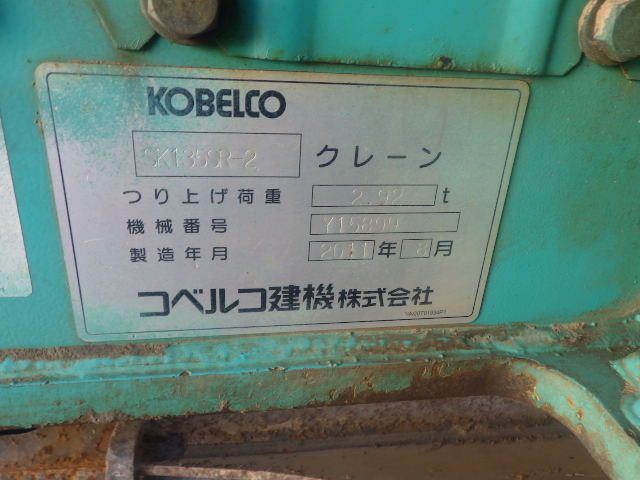 KOBELCO
SK135SR-2 クレーン
つり上げ荷重 2.92 t
機械番号
製造年月 2011 年 月
コベルコ建機株式会社